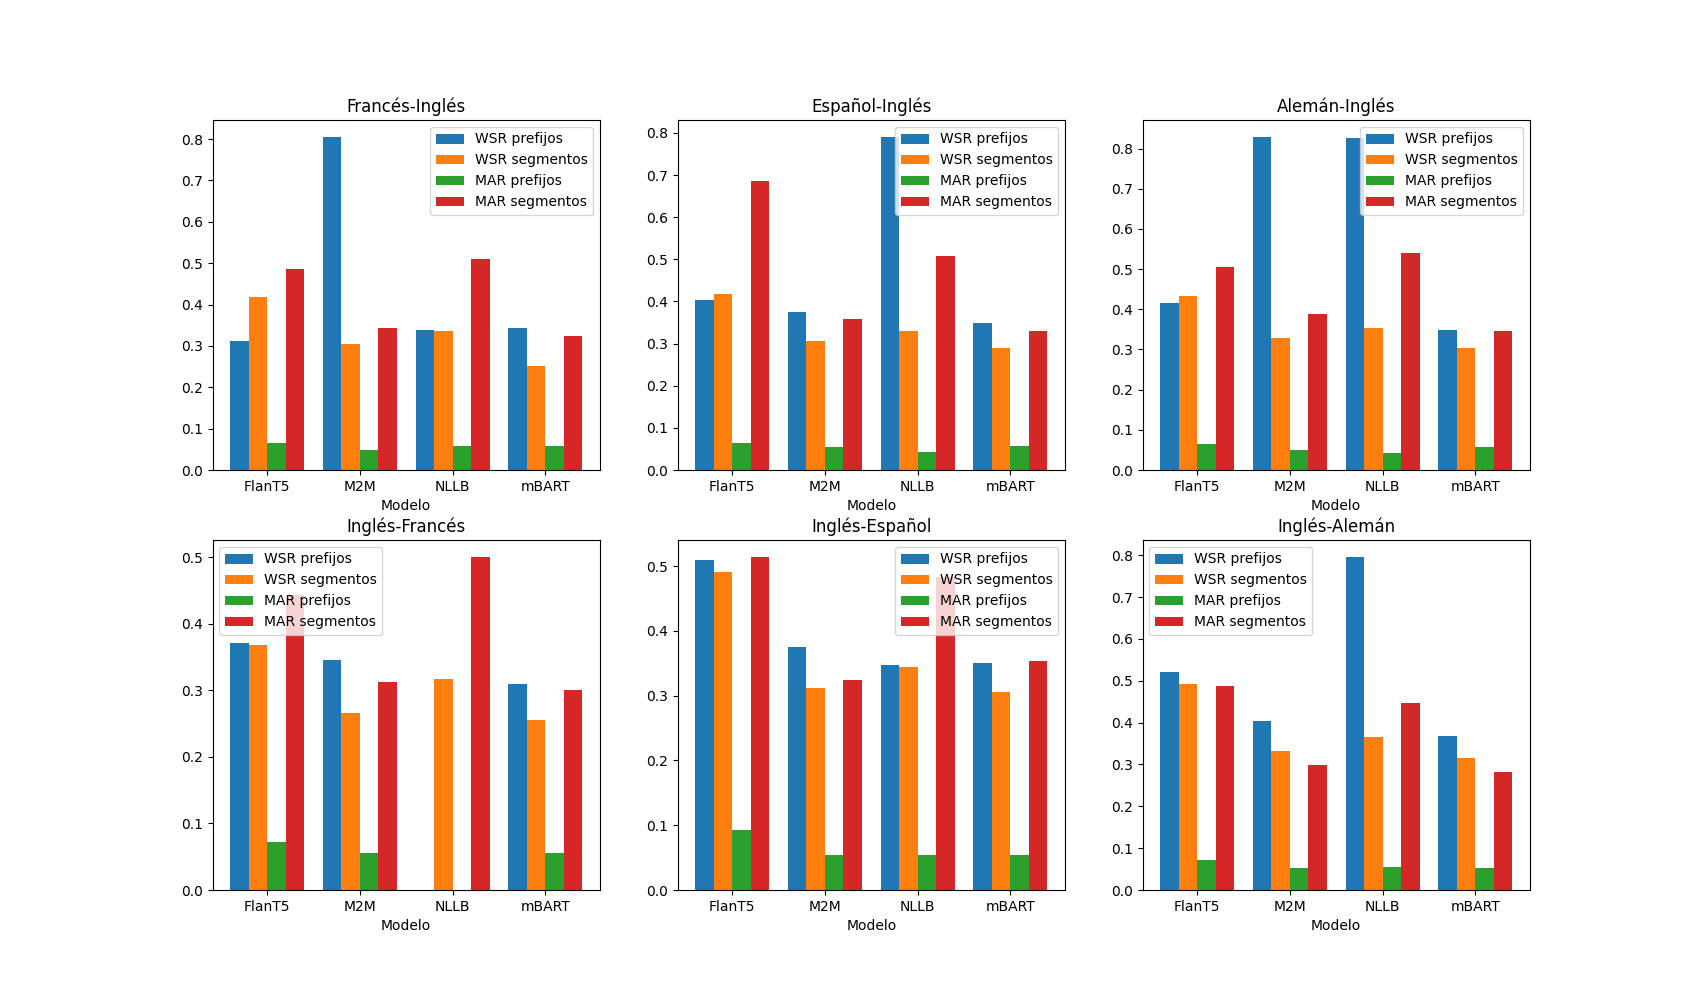 Francés-Inglés
0.8
0.7
0.6
0.5
0.4
0.3
0.2
0.1
0.0
WSR prefijos
WSR segmentos
MAR prefijos
MAR segmentos
FlanT5 M2M NLLB mBART
Modelo
Español-Inglés
0.8
0.7
0.6
0.5
0.4
0.3
0.2
0.1
0.0
WSR prefijos
WSR segmentos
MAR prefijos
MAR segmentos
FlanT5 M2M NLLB mBART
Modelo
Alemán-Inglés
0.8
0.7
0.6
0.5
0.4
0.3
0.2
0.1
0.0
WSR prefijos
WSR segmentos
MAR prefijos
MAR segmentos
FlanT5 M2M NLLB mBART
Modelo
Inglés-Francés
0.5
0.4
0.3
0.2
0.1
0.0
WSR prefijos
WSR segmentos
MAR prefijos
MAR segmentos
FlanT5 M2M NLLB mBART
Modelo
Inglés-Español
0.5
0.4
0.3
0.2
0.1
0.0
WSR prefijos
WSR segmentos
MAR prefijos
MAR segmentos
FlanT5 M2M NLLB mBART
Modelo
Inglés-Alemán
0.8
0.7
0.6
0.5
0.4
0.3
0.2
0.1
0.0
WSR prefijos
WSR segmentos
MAR prefijos
MAR segmentos
FlanT5 M2M NLLB mBART
Modelo